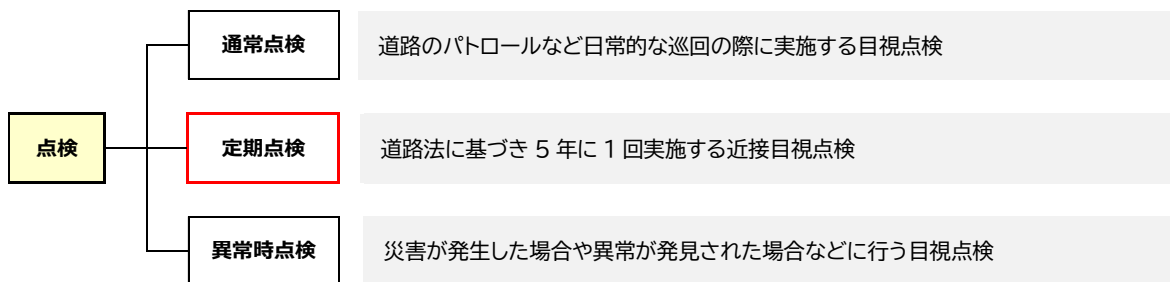 通常点検
道路のパトロールなど日常的な巡回の際に実施する目視点検
点検
定期点検
道路法に基づき 5 年に 1 回実施する近接目視点検
異常時点検
災害が発生した場合や異常が発見された場合などに行う目視点検